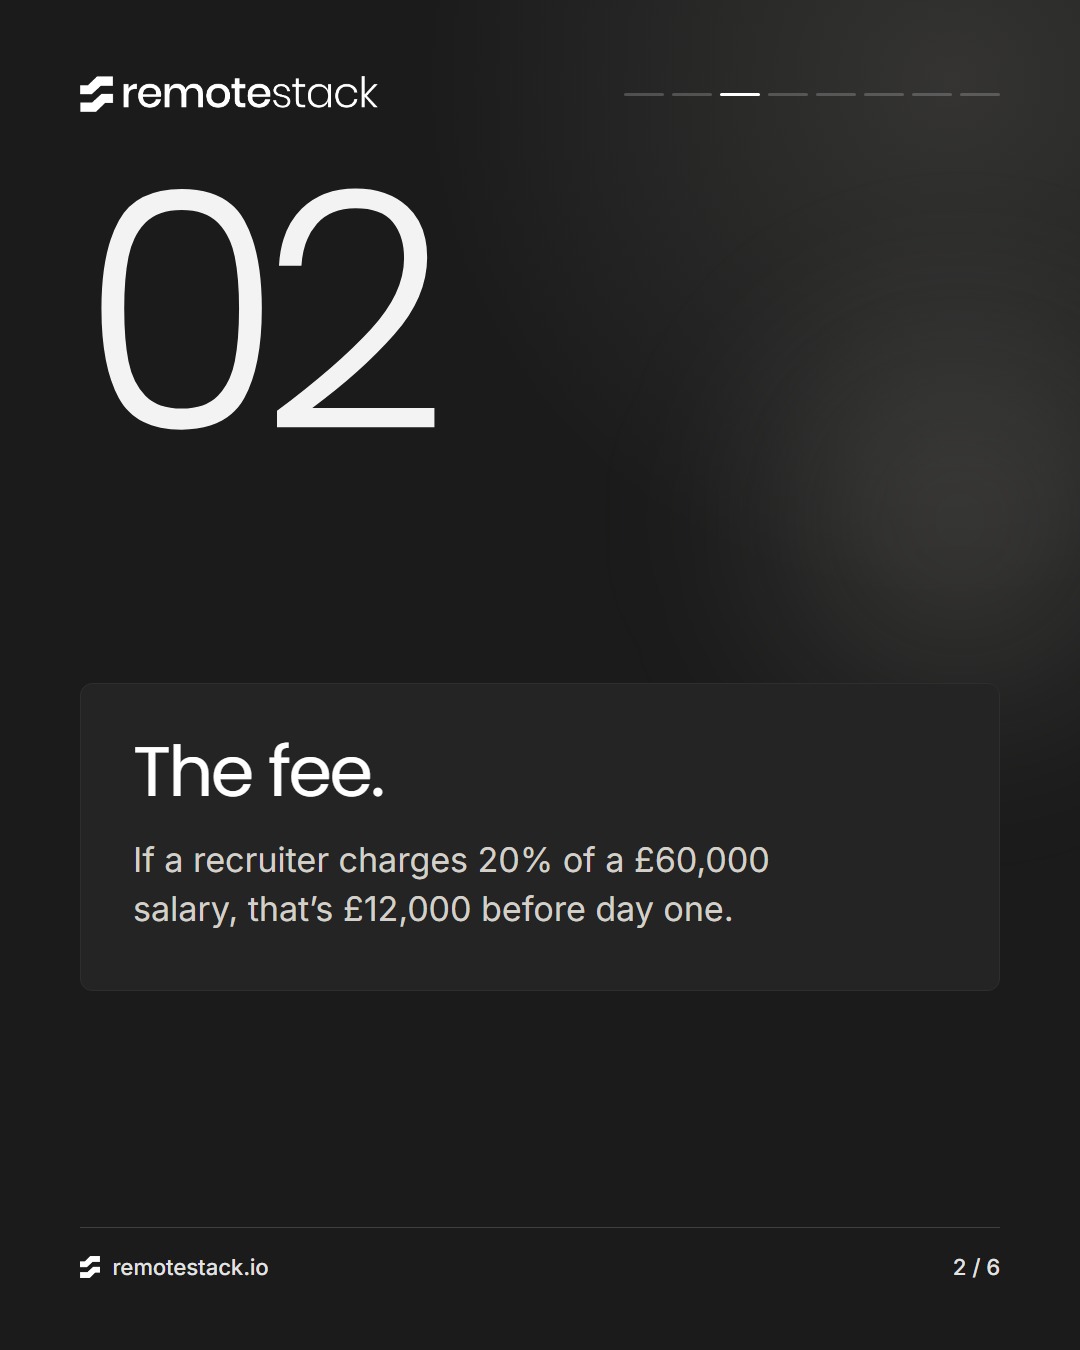 remotestack
02
The fee.
If a recruiter charges 20% of a £60,000
salary, that’s £12,000 before day one.
remotestack.io
2 / 6